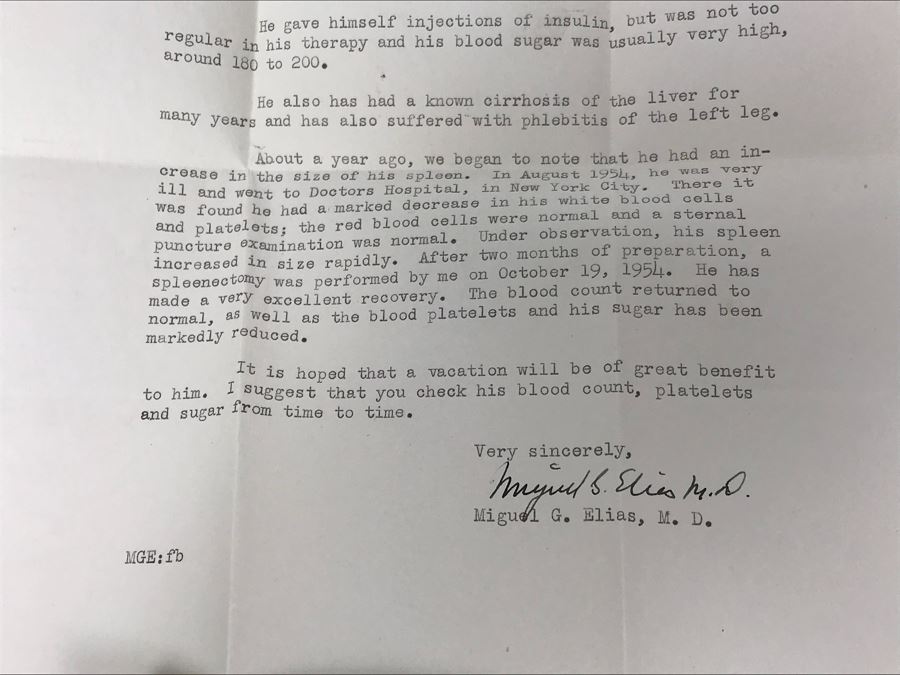 He gave himself injections of insulin, but was not too
regular in his therapy and his blood sugar was usually very high,
around 180 to 200.
He also has had a known cirrhosis of the liver for
many years and has also suffered with phlebitis of the left leg.
About a year ago, we began to note that he had an in-
crease in the size of his spleen. In August 1954, he was very
ill and went to Doctors Hospital, in New York City. There it
was found he had a marked decrease in his white blood cells
and platelets; the red blood cells were normal and a sternal
puncture examination was normal. Under observation, his spleen
increased in size rapidly. After two months of preparation, a
spleenectomy was performed by me on October 19, 1954. He has
made a very excellent recovery. The blood count returned to
normal, as well as the blood platelets and his sugar has been
markedly reduced.
It is hoped that a vacation will be of great benefit
to him. I suggest that you check his blood count, platelets
and sugar from time to time.
Very sincerely,
Miguel G. Elias M.D.
Miguel G. Elias, M. D.
MGE:fb